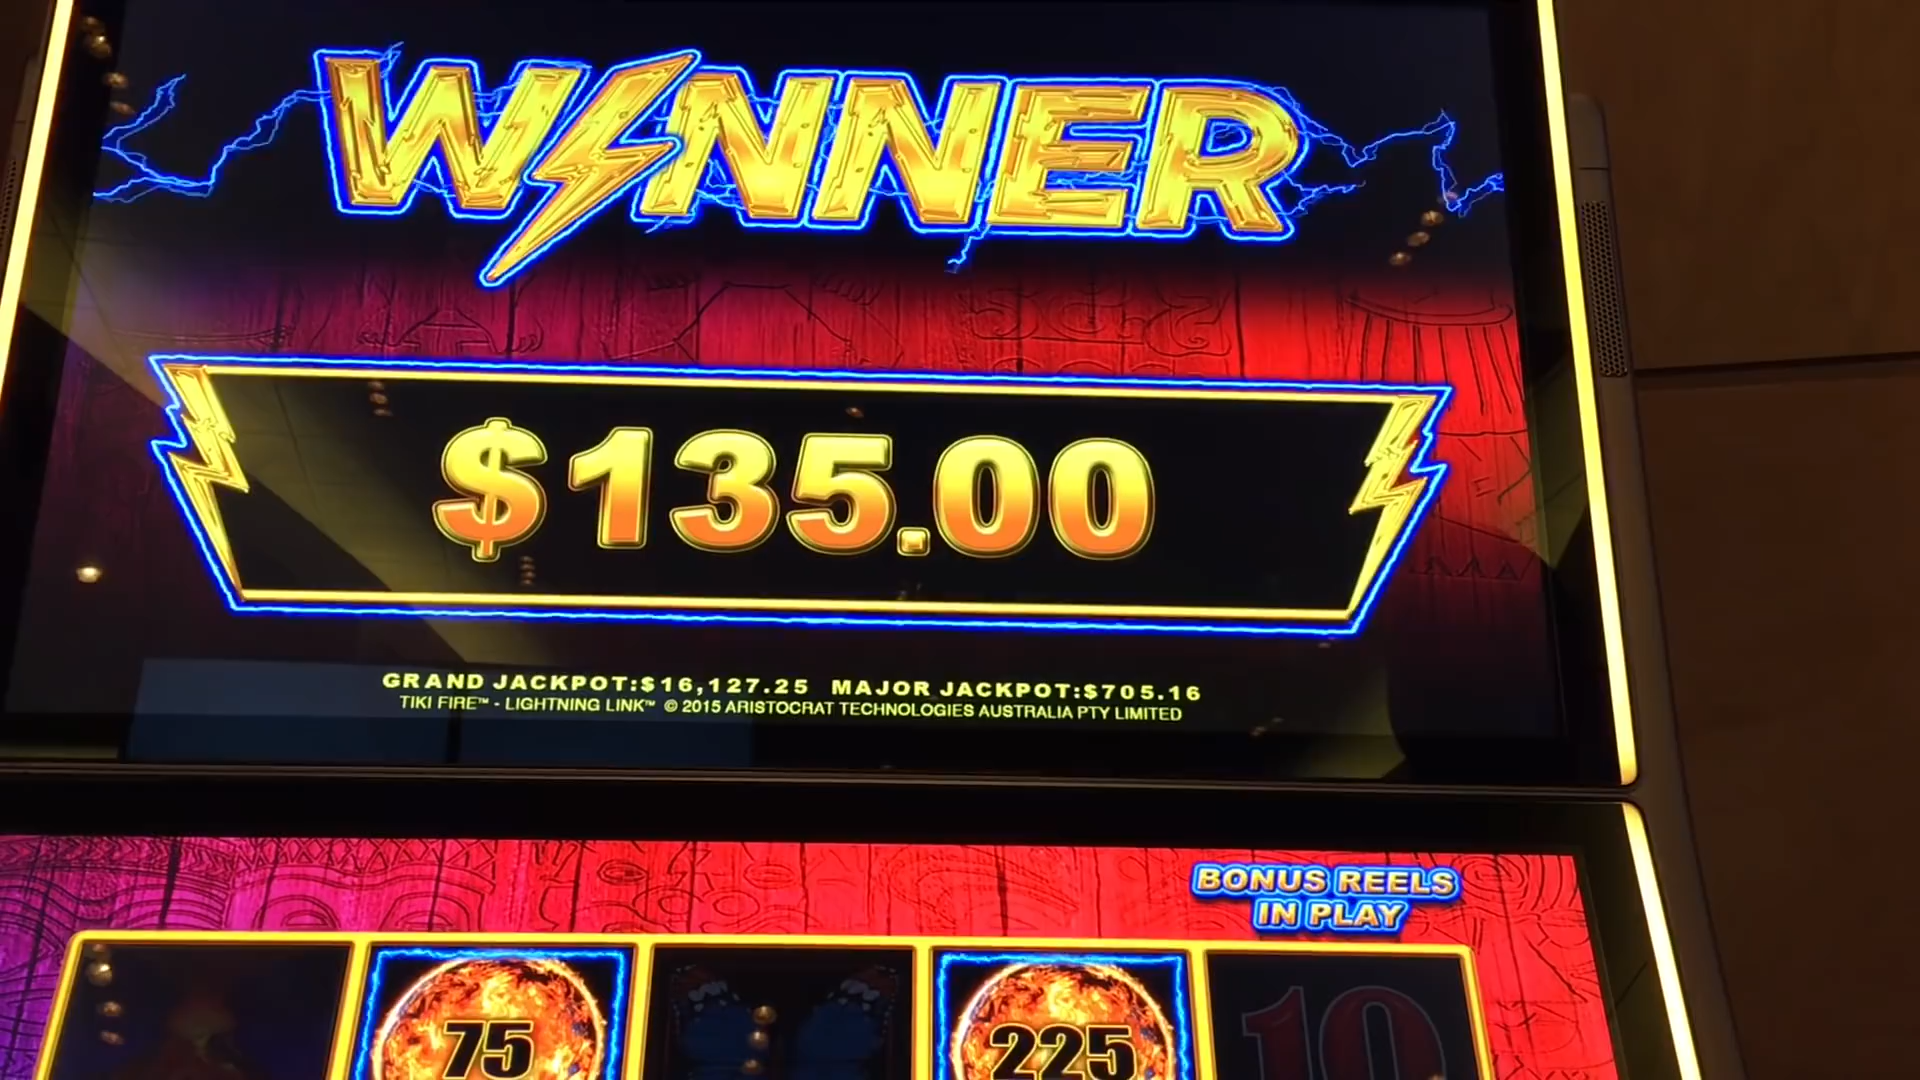 WINNER
$135.00
GRAND JACKPOT:$16,127.25 MAJOR JACKPOT:$705.16
TIKI FIRE™ - LIGHTNING LINK™ © 2015 ARISTOCRAT TECHNOLOGIES AUSTRALIA PTY LIMITED
BONUS REELS
IN PLAY
75 225 10